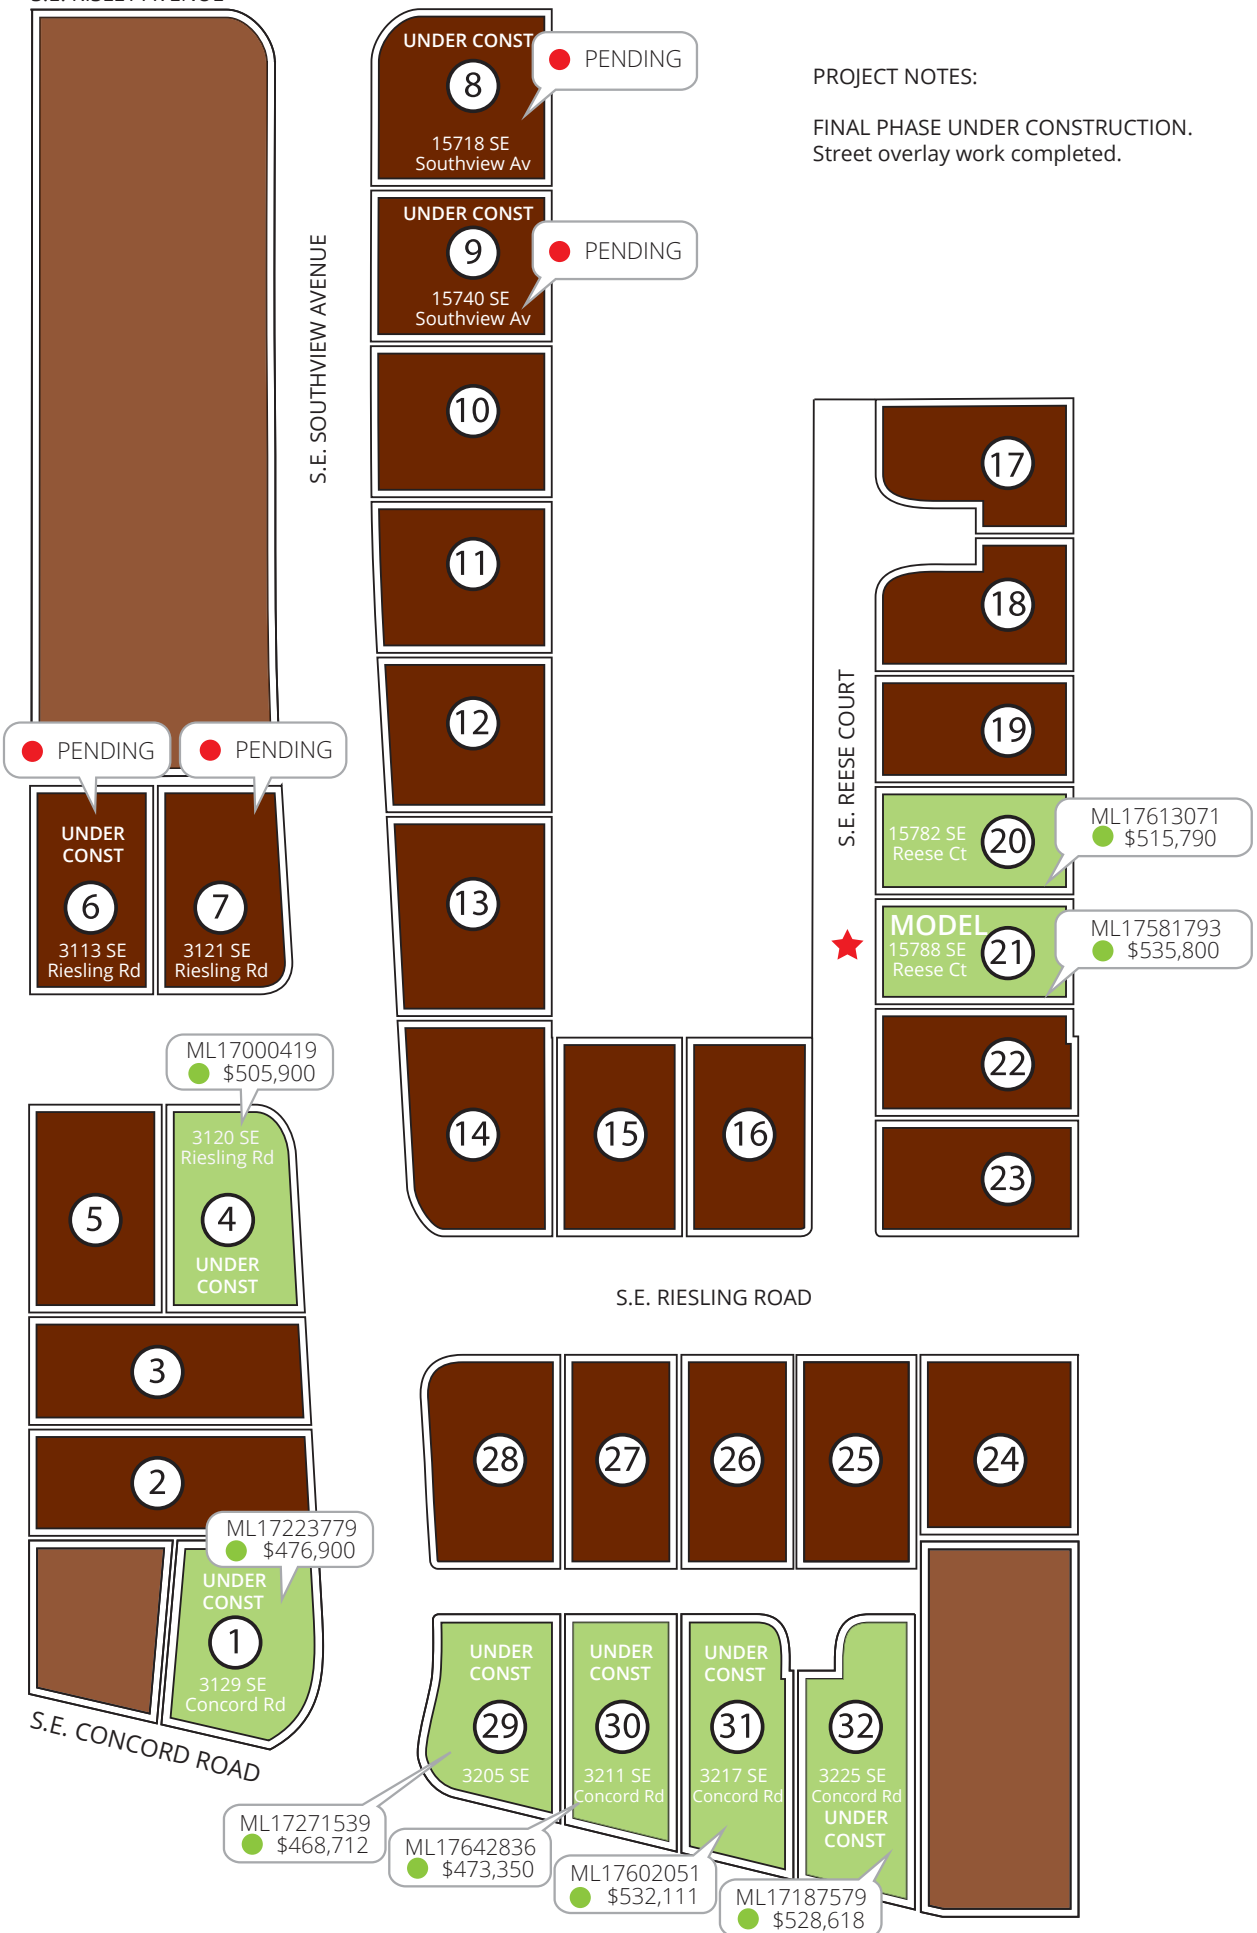 UNDER CONST
8
15718 SE
Southview Av
PENDING
PROJECT NOTES:
FINAL PHASE UNDER CONSTRUCTION.
Street overlay work completed.
UNDER CONST
9
15740 SE
Southview Av
PENDING
S.E. SOUTHVIEW AVENUE
10
11
12
13
14
15
16
17
18
19
S.E. REESE COURT
15782 SE
Reese Ct
20
ML17613071
$515,790
MODEL
15788 SE
Reese Ct
21
ML17581793
$535,800
22
23
PENDING
PENDING
UNDER
CONST
6
3113 SE
Riesling Rd
7
3121 SE
Riesling Rd
ML17000419
$505,900
3120 SE
Riesling Rd
4
UNDER
CONST
5
S.E. RIESLING ROAD
3
2
ML17223779
$476,900
UNDER
CONST
1
3129 SE
Concord Rd
S.E. CONCORD ROAD
28
27
26
25
24
UNDER
CONST
29
3205 SE
UNDER
CONST
30
3211 SE
Concord Rd
UNDER
CONST
31
3217 SE
Concord Rd
32
3225 SE
Concord Rd
UNDER
CONST
ML17271539
$468,712
ML17642836
$473,350
ML17602051
$532,111
ML17187579
$528,618